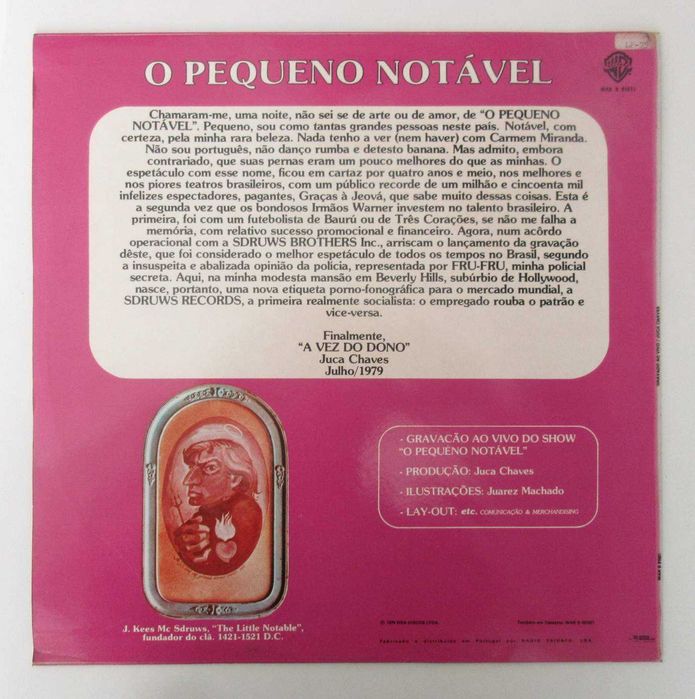 O PEQUENO NOTÁVEL
Chamaram-me, uma noite, não sei se de arte ou de amor, de "O PEQUENO
NOTÁVEL". Pequeno, sou como tantas grandes pessoas neste país. Notável, com
certeza, pela minha rara beleza. Nada tenho a ver (nem haver) com Carmem Miranda.
Não sou português, não danço rumba e detesto banana. Mas admito, embora
contrariado, que suas pernas eram um pouco melhores do que as minhas. O
espetáculo com esse nome, ficou em cartaz por quatro anos e meio, nos melhores e
nos piores teatros brasileiros, com um público recorde de um milhão e cincoenta mil
infelizes espectadores, pagantes, Graças à Jeová, que sabe muito dessas coisas. Esta é
a segunda vez que os bondosos Irmãos Warner investem no talento brasileiro. A
primeira, foi com um futebolista de Baurú ou de Três Corações, se não me falha a
memória, com relativo sucesso promocional e financeiro. Agora, num acôrdo
operacional com a SDRUWS BROTHERS Inc., arriscam o lançamento da gravação
dêste, que foi considerado o melhor espetáculo de todos os tempos no Brasil, segundo
a insuspeita e abalizada opinião da polícia, representada por FRU-FRU, minha policial
secreta. Aqui, na minha modesta mansão em Beverly Hills, subúrbio de Hollywood,
nasce, portanto, uma nova etiqueta porno-fonográfica para o mercado mundial, a
SDRUWS RECORDS, a primeira realmente socialista: o empregado rouba o patrão e
vice-versa.
Finalmente,
"A VEZ DO DONO"
Juca Chaves
Julho/1979
- GRAVACÃO AO VIVO DO SHOW
"O PEQUENO NOTÁVEL"
- PRODUÇÃO: Juca Chaves
- ILUSTRAÇÕES: Juarez Machado
- LAY-OUT: etc. COMUNICAÇÃO & MERCHANDISING
J. Kees Mc Sdruws, "The Little Notable",
fundador do clã. 1421-1521 D.C.
Fabricado e distribuído em Portugal por